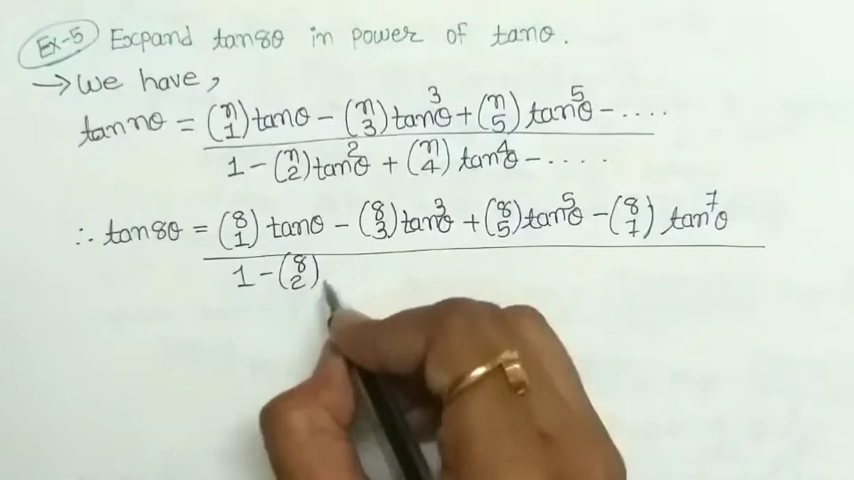 Ex-5 Expand tan8θ in power of tanθ.
→ We have,
tan nθ = (n 1) tanθ - (n 3) tan³θ + (n 5) tan⁵θ - ....
1 - (n 2) tan²θ + (n 4) tan⁴θ - ....
∴ tan8θ = (8 1) tanθ - (8 3) tan³θ + (8 5) tan⁵θ - (8 7) tan⁷θ
1 - (8 2)